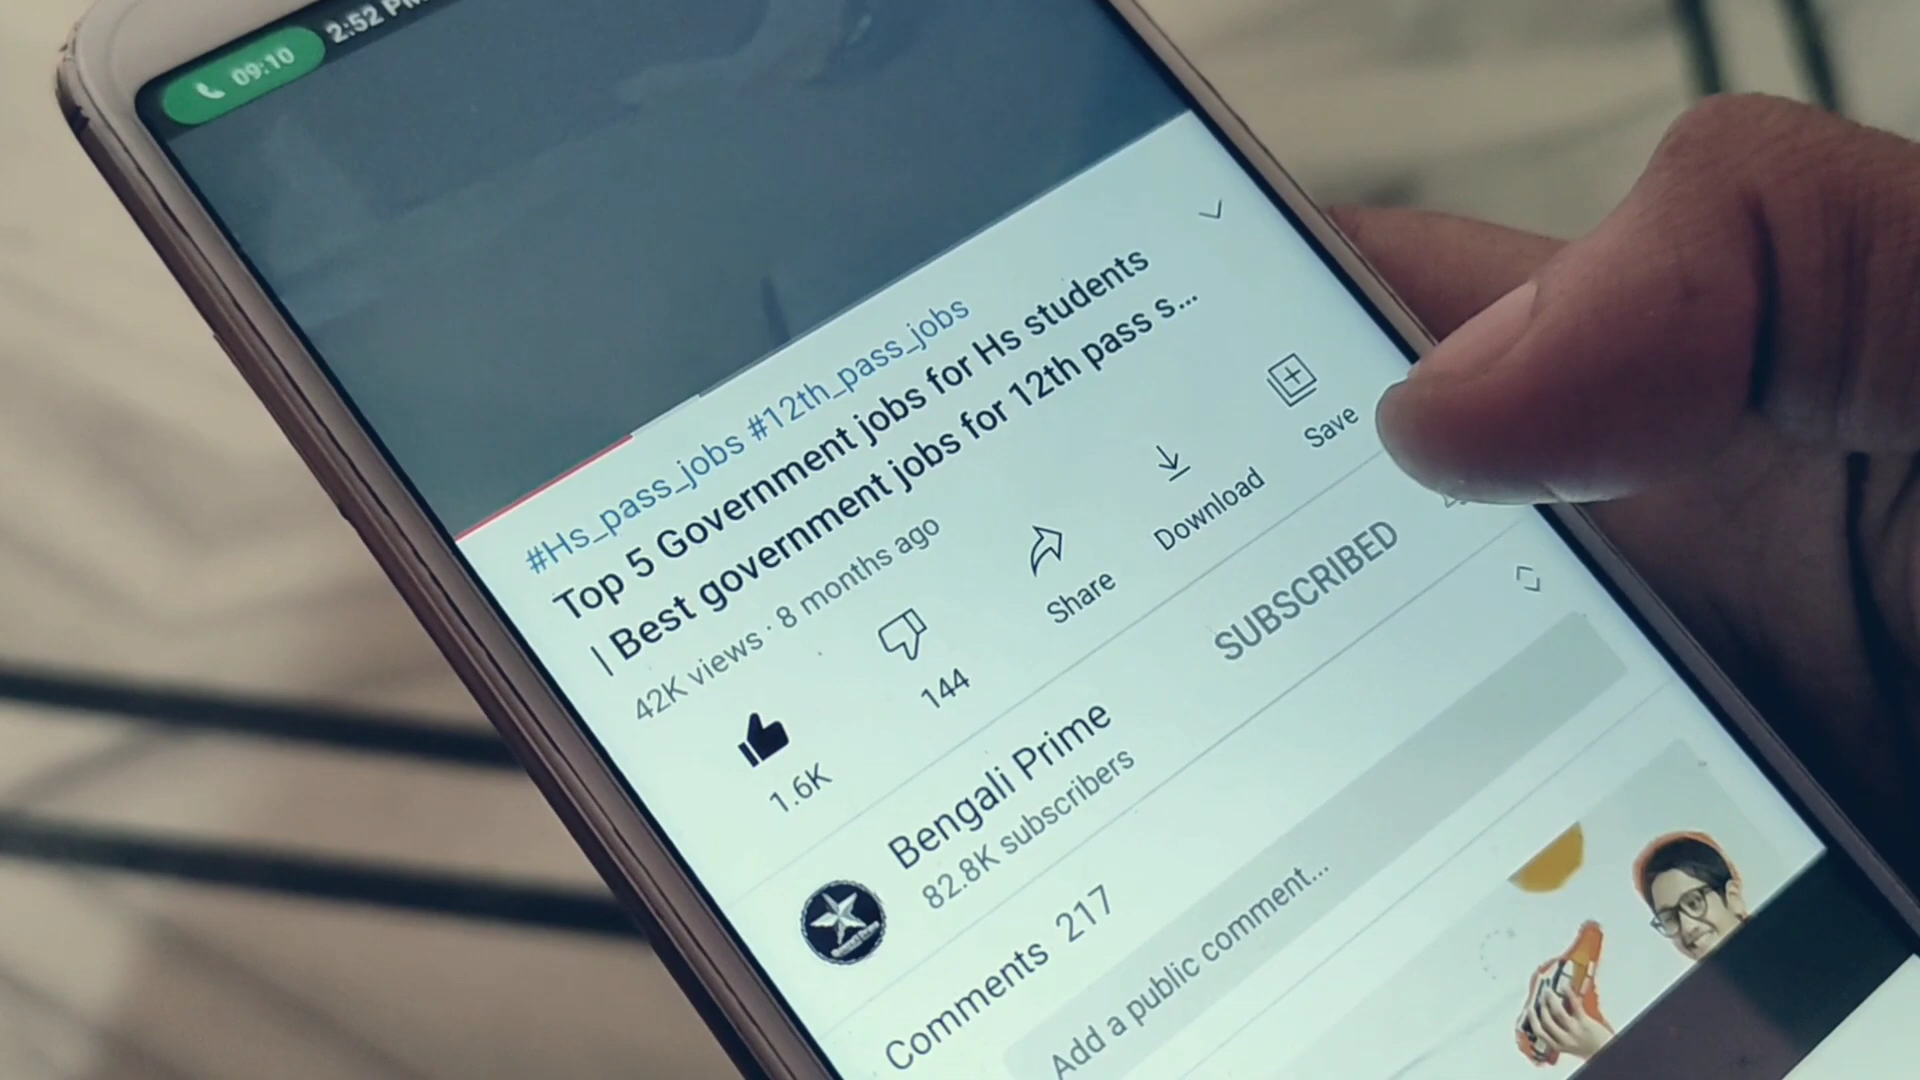 09:10 2:52 PM
#Hs_pass_jobs #12th_pass_jobs
Top 5 Government jobs for Hs students
| Best government jobs for 12th pass s...
42K views · 8 months ago
1.6K
144
Share
Download
Save
Bengali Prime
82.8K subscribers
SUBSCRIBED
Comments 217
Add a public comment...